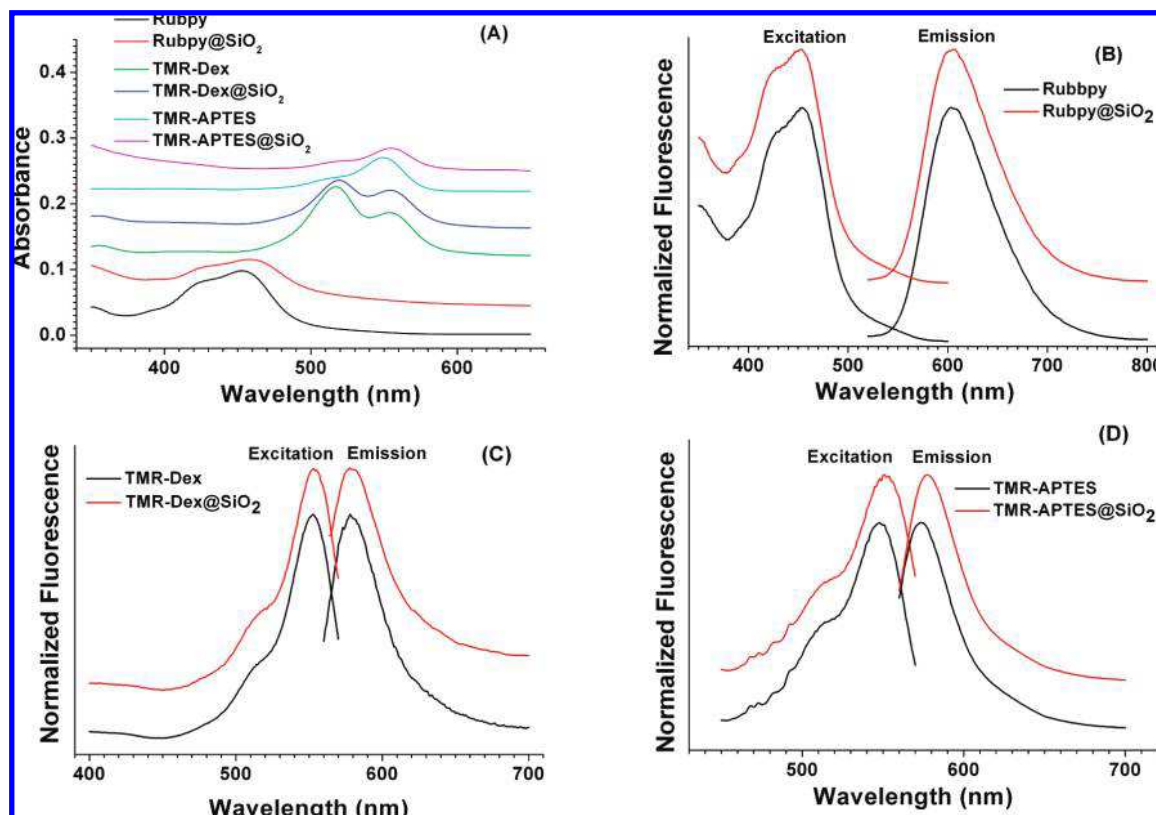 Rubpy
Rubpy@SiO₂
TMR-Dex
TMR-Dex@SiO₂
TMR-APTES
TMR-APTES@SiO₂
(A)
0.4
0.3
0.2
0.1
0.0
Absorbance
400 500 600
Wavelength (nm)
Excitation Emission
(B)
Rubbpy
Rubpy@SiO₂
Normalized Fluorescence
400 500 600 700 800
Wavelength (nm)
Excitation Emission
(C)
TMR-Dex
TMR-Dex@SiO₂
Normalized Fluorescence
400 500 600 700
Wavelength (nm)
Excitation Emission
(D)
TMR-APTES
TMR-APTES@SiO₂
Normalized Fluorescence
500 600 700
Wavelength (nm)